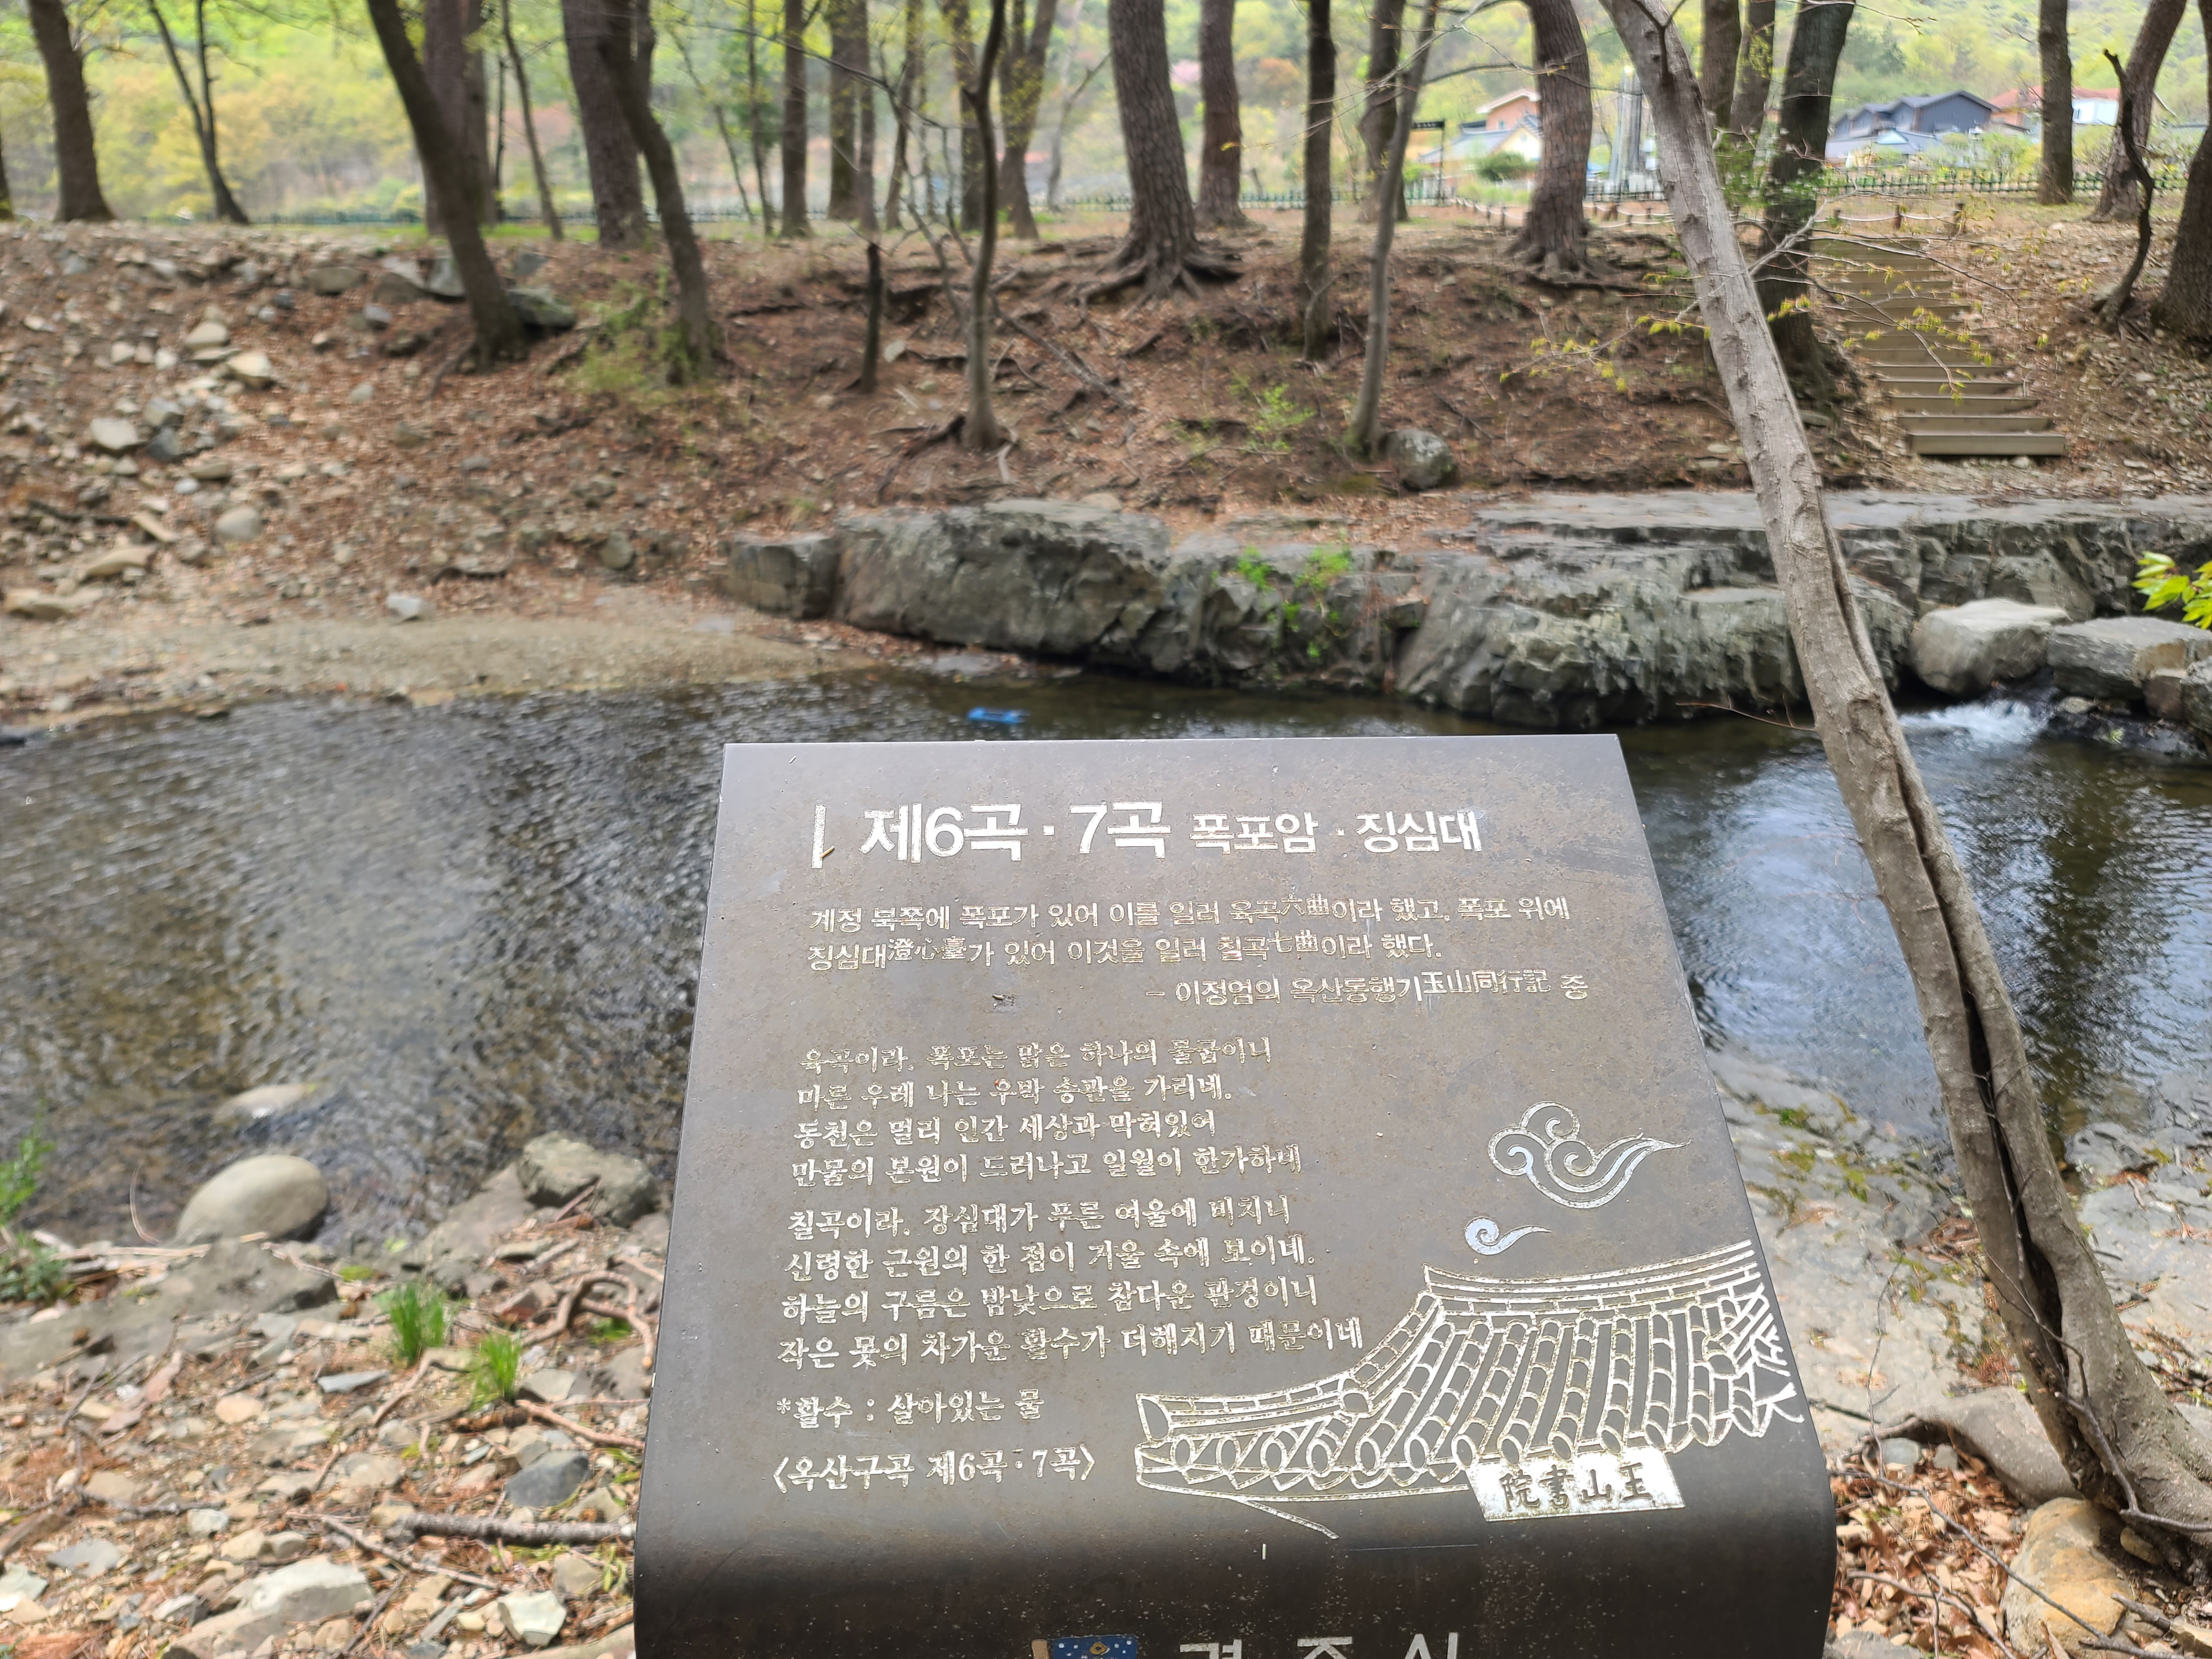 제6곡 · 7곡 폭포암 · 징심대
계정 북쪽에 폭포가 있어 이를 일러 육곡六曲이라 했고, 폭포 위에
징심대澄心臺가 있어 이것을 일러 칠곡七曲이라 했다.
- 이정엄의 옥산동행기玉山同行記 중
육곡이라, 폭포는 맑은 하나의 물굽이니
마른 우레 나는 우박 송관을 가리네.
동천은 멀리 인간 세상과 막혀있어
만물의 본원이 드러나고 일월이 한가하네
칠곡이라, 장심대가 푸른 여울에 비치니
신령한 근원의 한 점이 거울 속에 보이네.
하늘의 구름은 밤낮으로 참다운 관경이니
작은 못의 차가운 활수가 더해지기 때문이네
*활수 : 살아있는 물
〈옥산구곡 제6곡·7곡〉
院書山玉
경주시